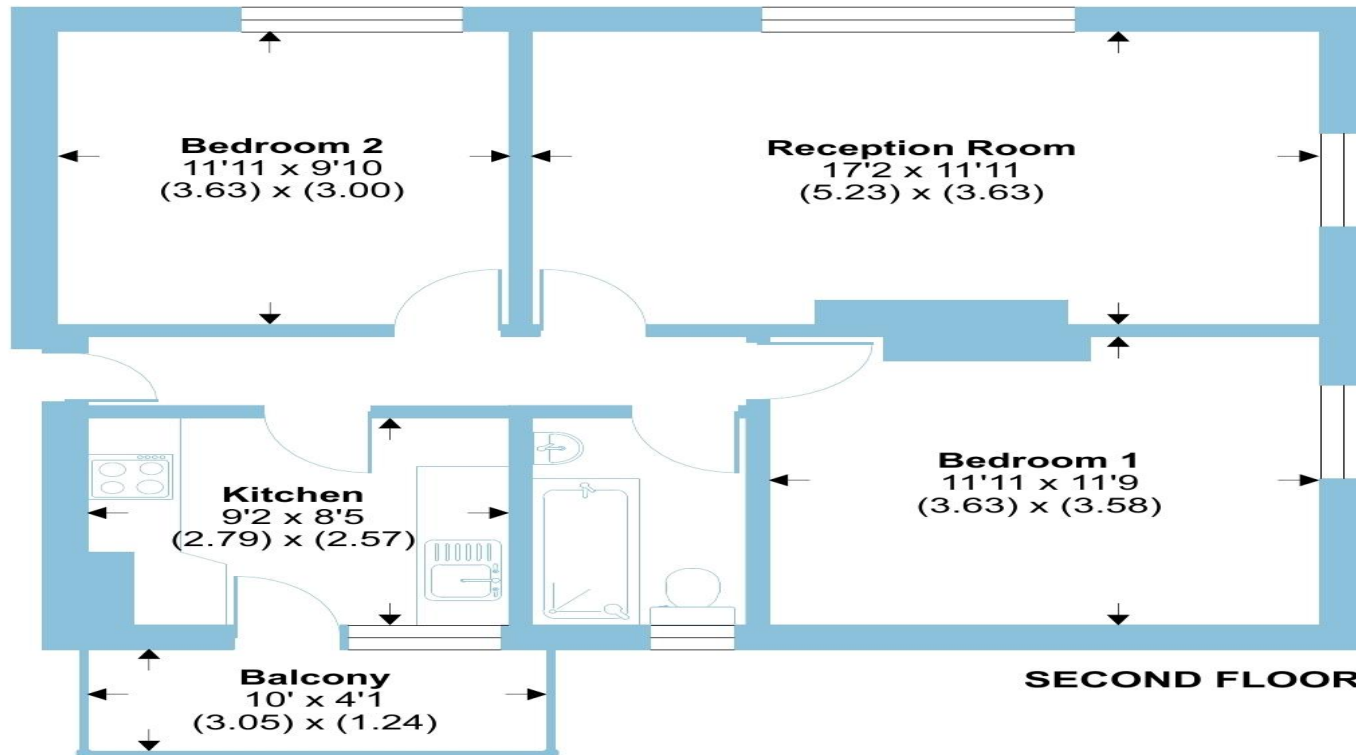 Bedroom 2
11'11 x 9'10
(3.63) x (3.00)
Reception Room
17'2 x 11'11
(5.23) x (3.63)
Kitchen
9'2 x 8'5
(2.79) x (2.57)
Bedroom 1
11'11 x 11'9
(3.63) x (3.58)
Balcony
10' x 4'1
(3.05) x (1.24)
SECOND FLOOR